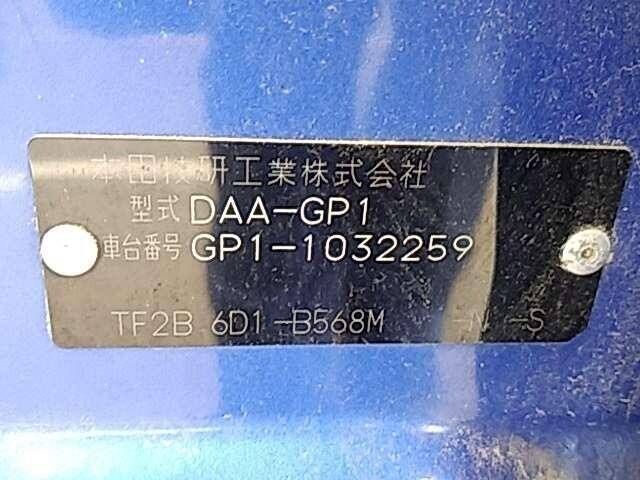 本田技研工業株式会社
型式 DAA-GP1
車台番号 GP1-1032259
TF2B 6D1-B568M -N -S